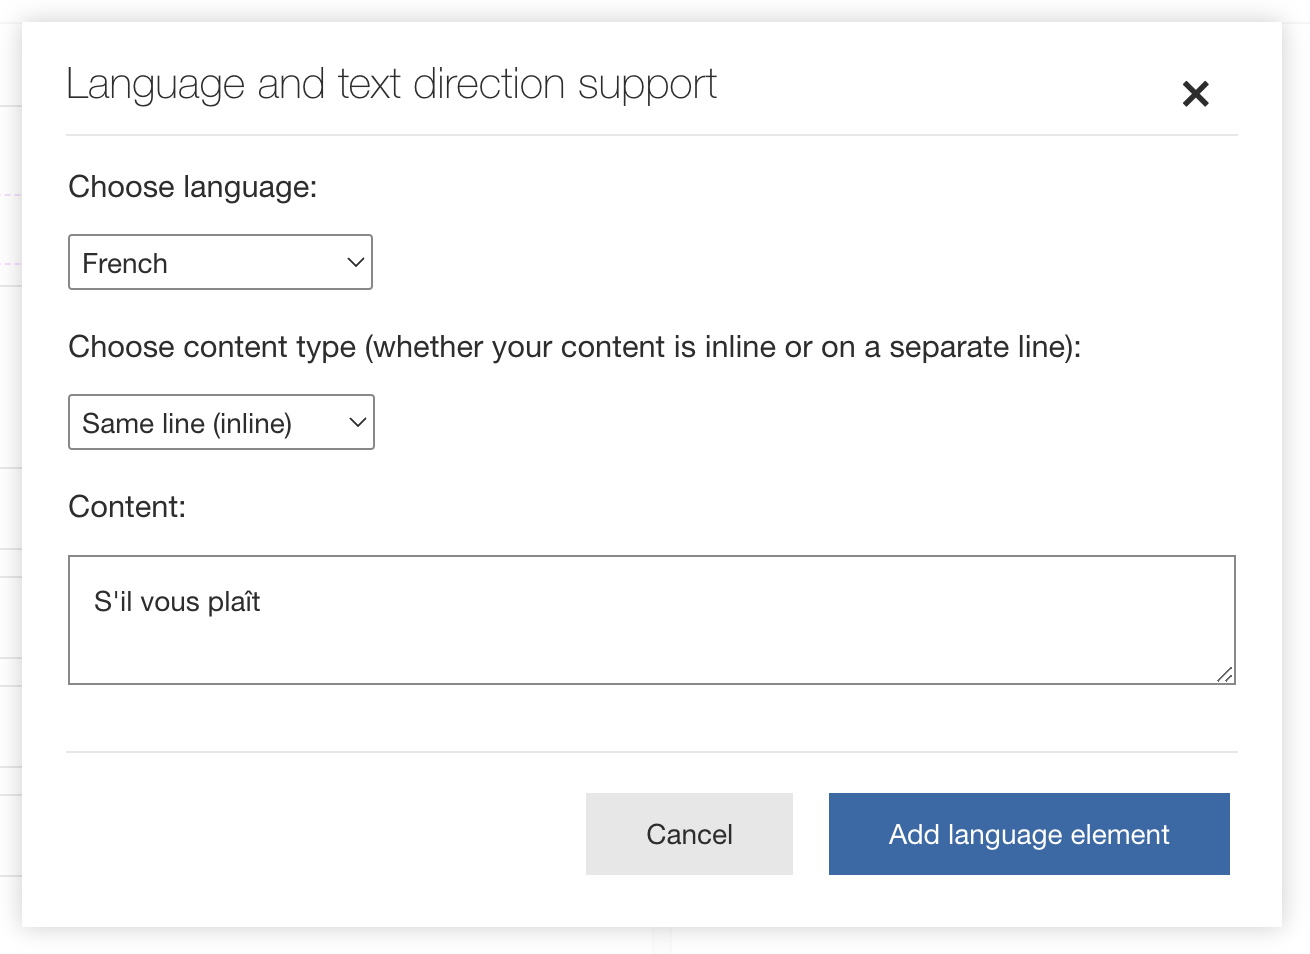 Language and text direction support
Choose language:
French
Choose content type (whether your content is inline or on a separate line):
Same line (inline)
Content:
S'il vous plaît
Cancel
Add language element